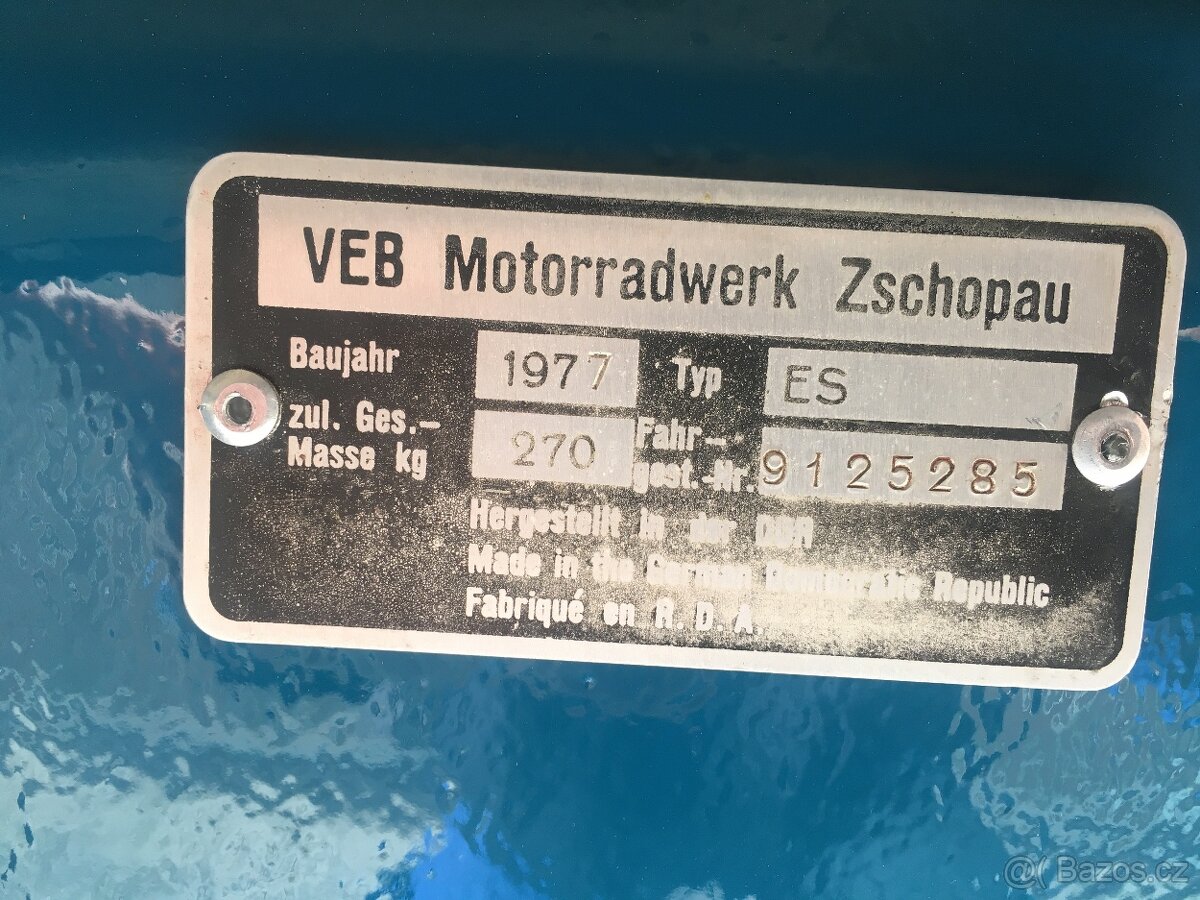 VEB Motorradwerk Zschopau
Baujahr 1977 Typ ES
zul. Ges.-
Masse kg 270 Fahr-
gest.-Nr. 9125285
Hergestellt in der DDR
Made in the German Democratic Republic
Fabriqué en R.D.A.
Bazos.cz